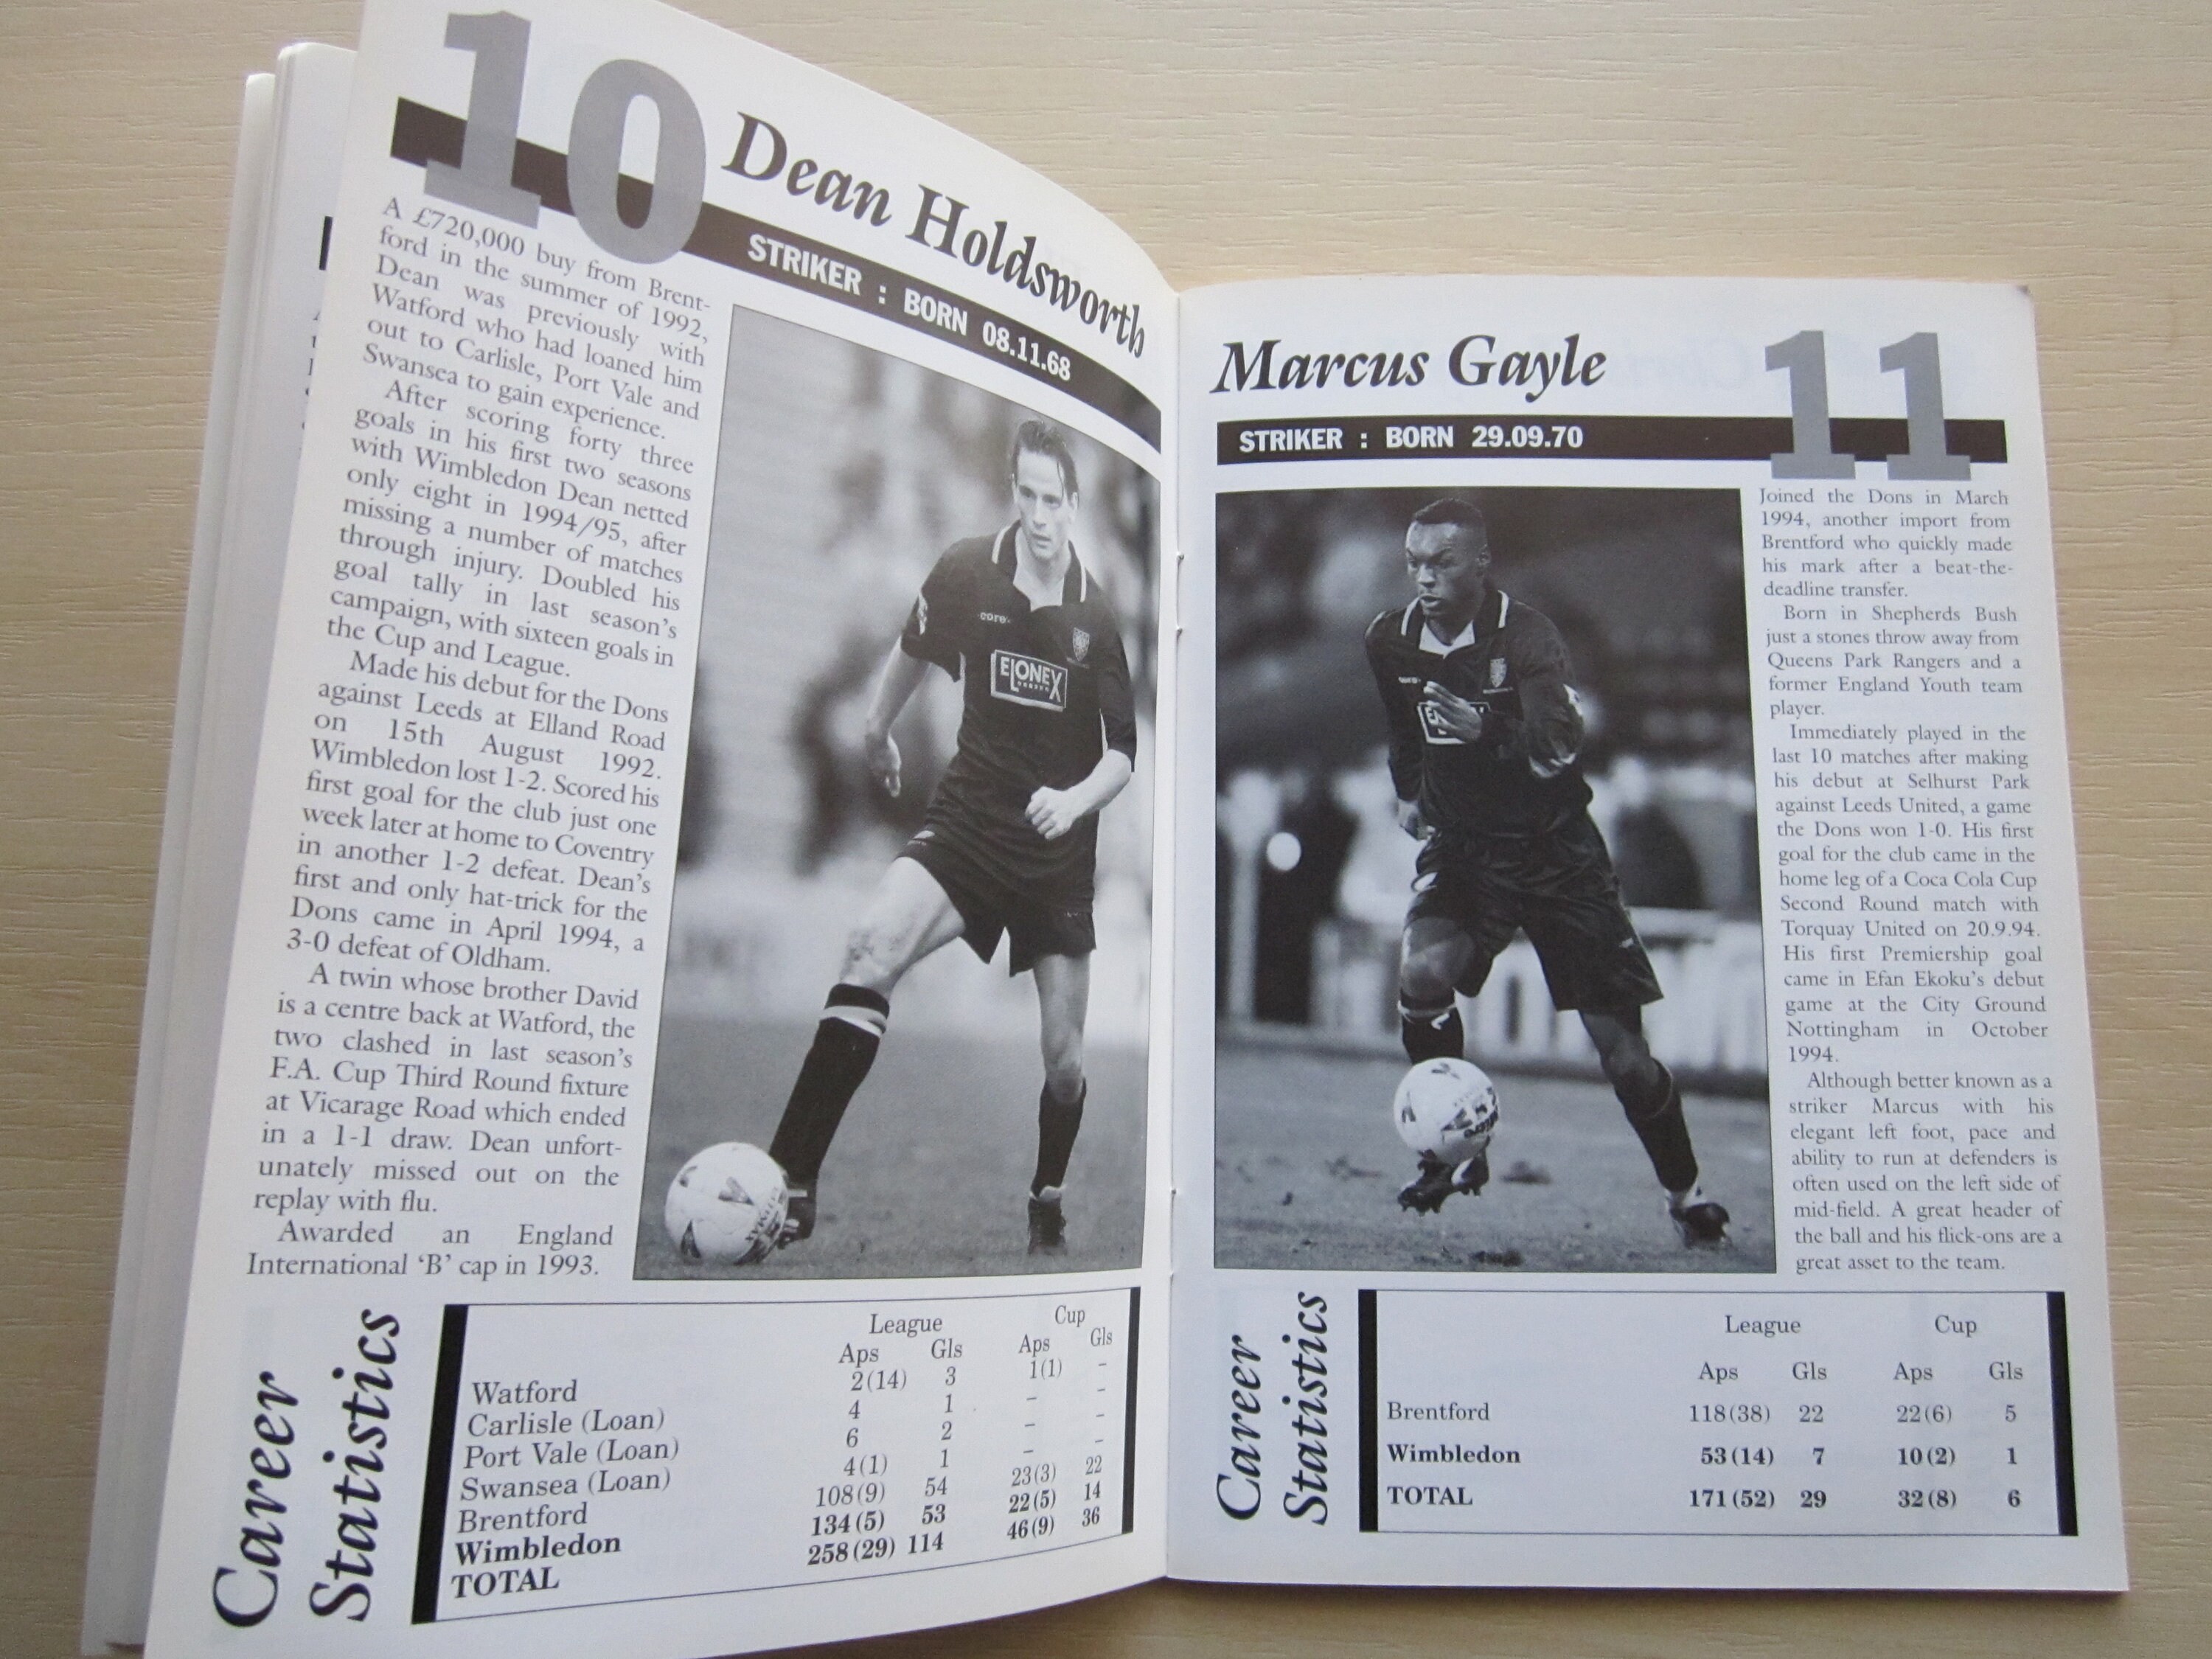 10
Dean Holdsworth
STRIKER : BORN 08.11.68
A £720,000 buy from Brent-
ford in the summer of 1992,
Dean was previously with
Watford who had loaned him
out to Carlisle, Port Vale and
Swansea to gain experience.
After scoring forty three
goals in his first two seasons
with Wimbledon Dean netted
only eight in 1994/95, after
missing a number of matches
through injury. Doubled his
goal tally in last season's
campaign, with sixteen goals in
the Cup and League.
Made his debut for the Dons
against Leeds at Elland Road
on 15th August 1992.
Wimbledon lost 1-2. Scored his
first goal for the club just one
week later at home to Coventry
in another 1-2 defeat. Dean's
first and only hat-trick for the
Dons came in April 1994, a
3-0 defeat of Oldham.
A twin whose brother David
is a centre back at Watford, the
two clashed in last season's
F.A. Cup Third Round fixture
at Vicarage Road which ended
in a 1-1 draw. Dean unfort-
unately missed out on the
replay with flu.
Awarded an England
International 'B' cap in 1993.
core
ELONEX
Career
Statistics
League Cup
Aps Gls Aps Gls
Watford 2(14) 3 1(1) –
Carlisle (Loan) 4 1 – –
Port Vale (Loan) 6 2 – –
Swansea (Loan) 4(1) 1 – –
Brentford 108(9) 54 23(3) 22
Wimbledon 134(5) 53 22(5) 14
TOTAL 258(29) 114 46(9) 36
Marcus Gayle
11
STRIKER : BORN 29.09.70
Joined the Dons in March
1994, another import from
Brentford who quickly made
his mark after a beat-the-
deadline transfer.
Born in Shepherds Bush
just a stones throw away from
Queens Park Rangers and a
former England Youth team
player.
Immediately played in the
last 10 matches after making
his debut at Selhurst Park
against Leeds United, a game
the Dons won 1-0. His first
goal for the club came in the
home leg of a Coca Cola Cup
Second Round match with
Torquay United on 20.9.94.
His first Premiership goal
came in Efan Ekoku's debut
game at the City Ground
Nottingham in October
1994.
Although better known as a
striker Marcus with his
elegant left foot, pace and
ability to run at defenders is
often used on the left side of
mid-field. A great header of
the ball and his flick-ons are a
great asset to the team.
Career
Statistics
League Cup
Aps Gls Aps Gls
Brentford 118(38) 22 22(6) 5
Wimbledon 53(14) 7 10(2) 1
TOTAL 171(52) 29 32(8) 6